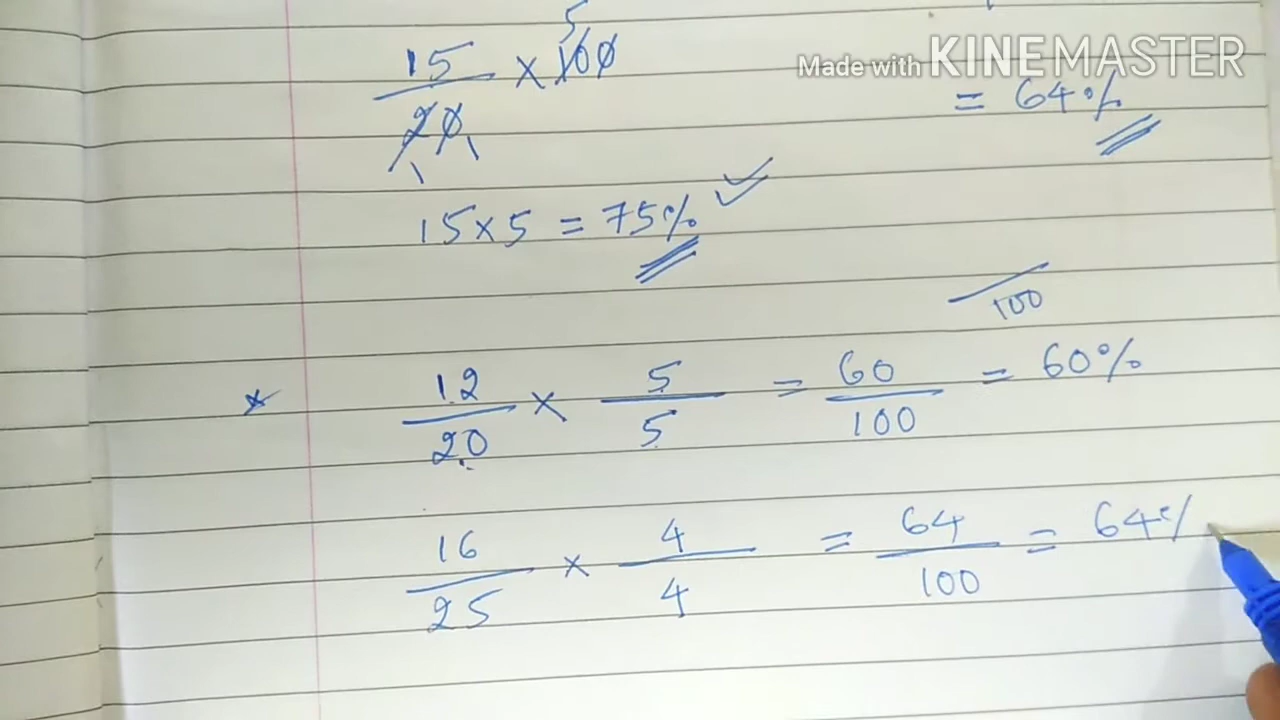 Made with KINEMASTER
15/20 × 100
5
1 1
= 64%
15×5 = 75%
/100
* 12/20 × 5/5 = 60/100 = 60%
16/25 × 4/4 = 64/100 = 64%